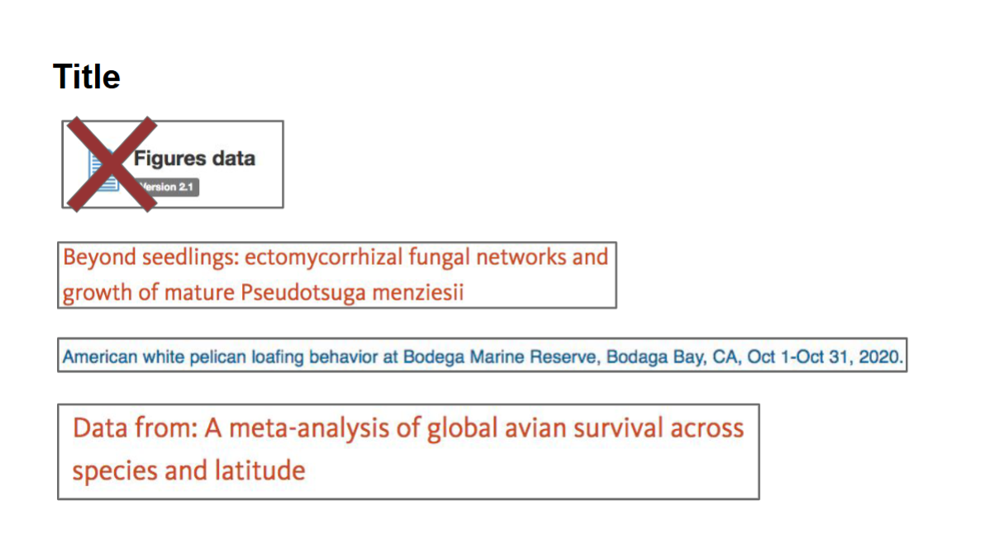 Title
Figures data
Version 2.1
Beyond seedlings: ectomycorrhizal fungal networks and
growth of mature Pseudotsuga menziesii
American white pelican loafing behavior at Bodega Marine Reserve, Bodaga Bay, CA, Oct 1-Oct 31, 2020.
Data from: A meta-analysis of global avian survival across
species and latitude